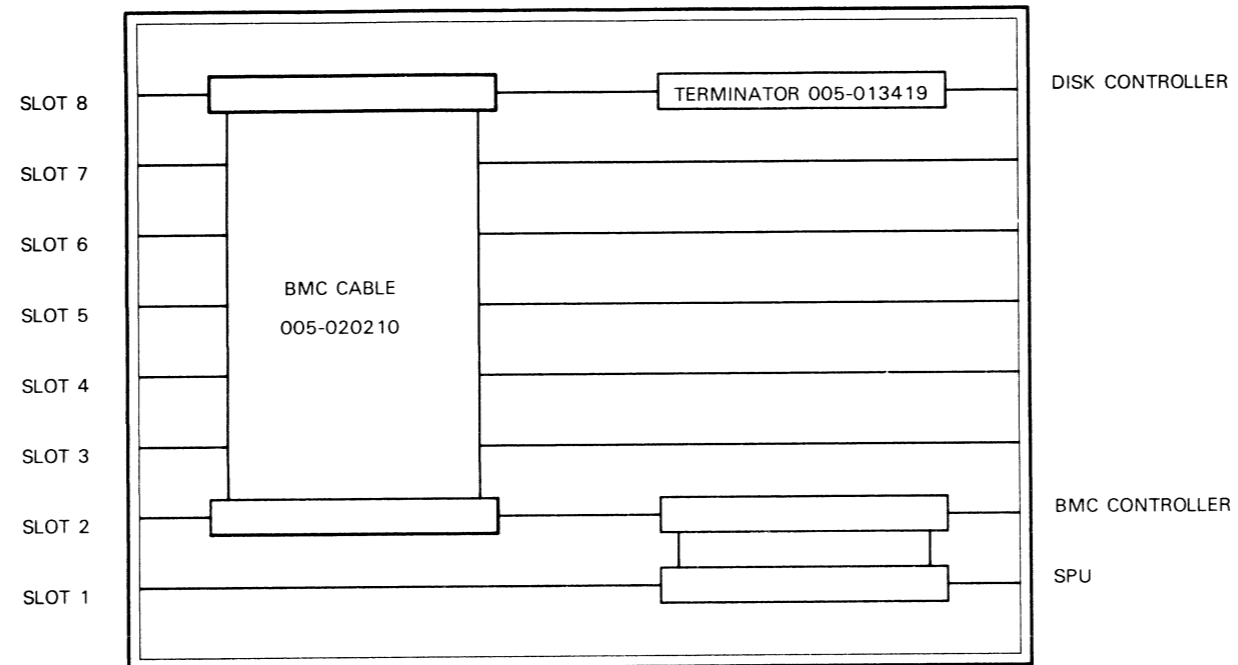 SLOT 8
TERMINATOR 005-013419
DISK CONTROLLER
SLOT 7
SLOT 6
BMC CABLE
005-020210
SLOT 5
SLOT 4
SLOT 3
SLOT 2
BMC CONTROLLER
SLOT 1
SPU